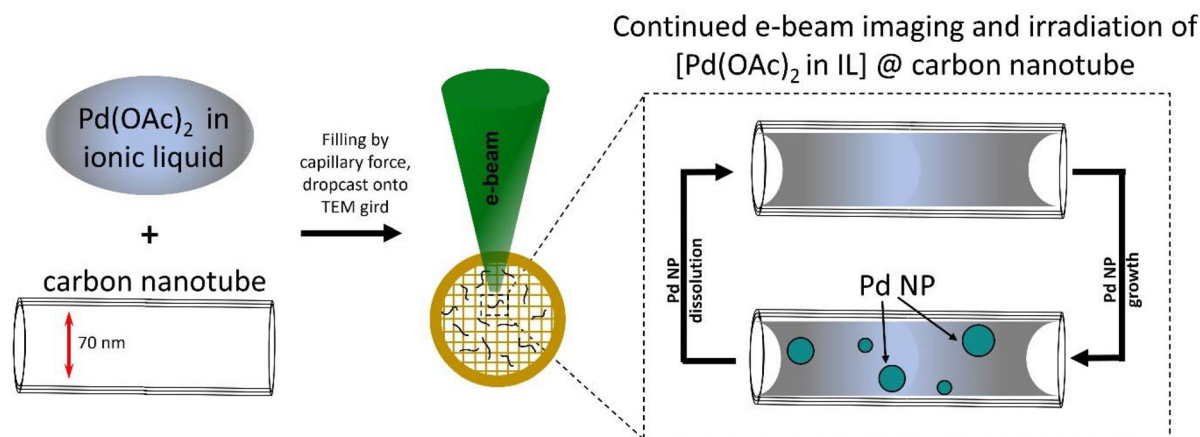 Continued e-beam imaging and irradiation of
[Pd(OAc)₂ in IL] @ carbon nanotube
Pd(OAc)₂ in
ionic liquid
+
carbon nanotube
70 nm
Filling by
capillary force,
dropcast onto
TEM gird
e-beam
Pd NP
dissolution
Pd NP
Pd NP
growth